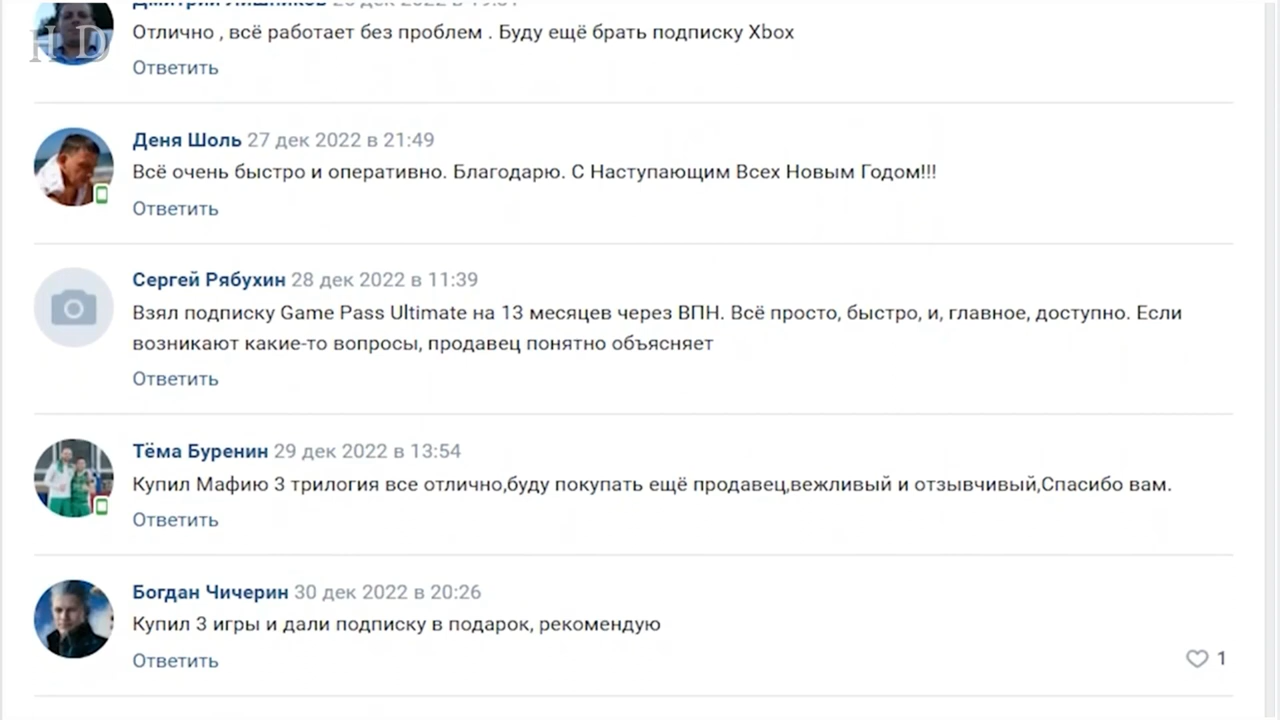 Отлично , всё работает без проблем . Буду ещё брать подписку Xbox
Ответить
Деня Шоль 27 дек 2022 в 21:49
Всё очень быстро и оперативно. Благодарю. С Наступающим Всех Новым Годом!!!
Ответить
Сергей Рябухин 28 дек 2022 в 11:39
Взял подписку Game Pass Ultimate на 13 месяцев через ВПН. Всё просто, быстро, и, главное, доступно. Если
возникают какие-то вопросы, продавец понятно объясняет
Ответить
Тёма Буренин 29 дек 2022 в 13:54
Купил Мафию 3 трилогия все отлично,буду покупать ещё продавец,вежливый и отзывчивый,Спасибо вам.
Ответить
Богдан Чичерин 30 дек 2022 в 20:26
Купил 3 игры и дали подписку в подарок, рекомендую
Ответить
1
HD